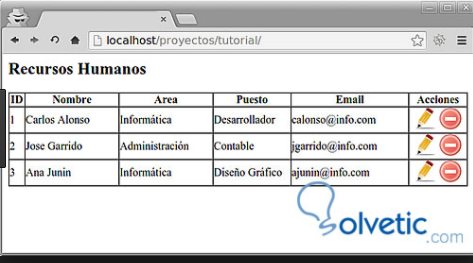 localhost/proyectos/tutorial/
Recursos Humanos
ID Nombre Area Puesto Email Acciones
1 Carlos Alonso Informática Desarrollador calonso@info.com
2 Jose Garrido Administración Contable jgarrido@info.com
3 Ana Junin Informática Diseño Gráfico ajunin@info.com
Solvetic
.com